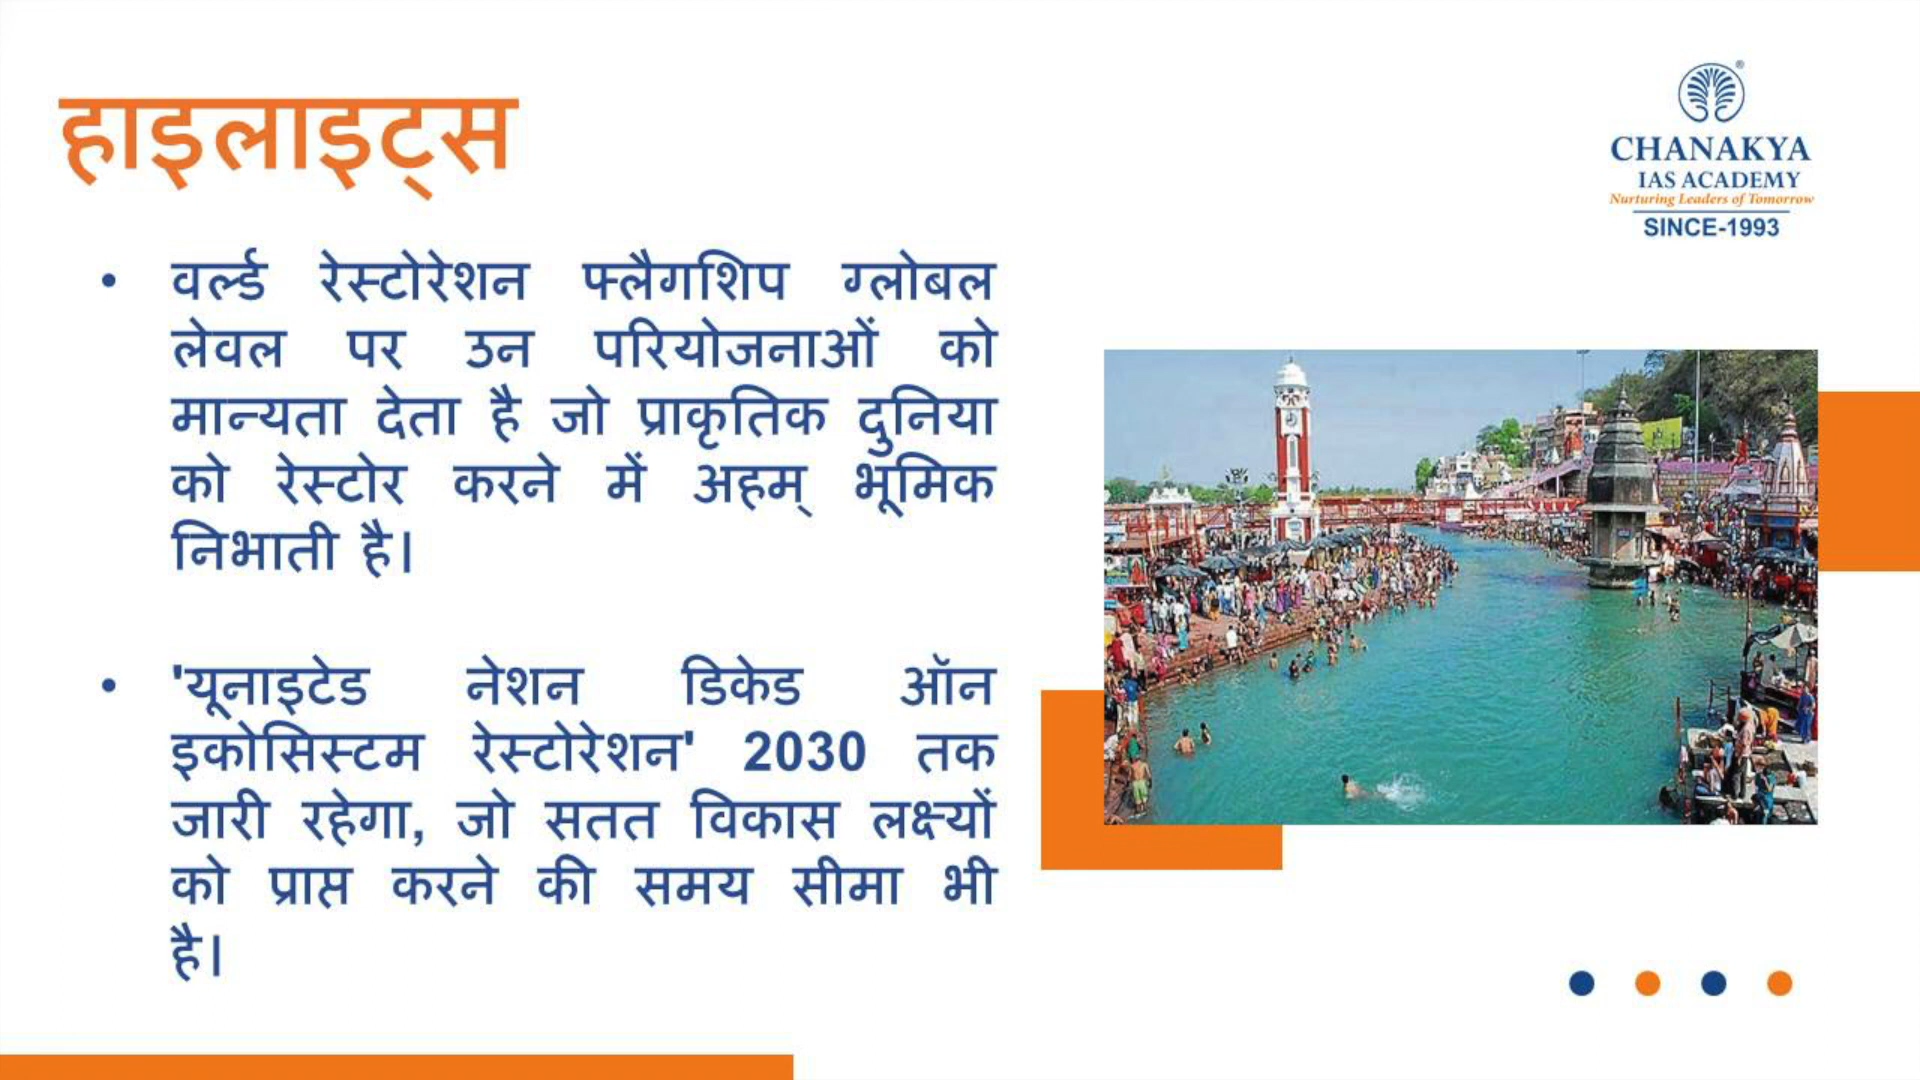 हाइलाइट्स
CHANAKYA
IAS ACADEMY
Nurturing Leaders of Tomorrow
SINCE-1993
• वर्ल्ड रेस्टोरेशन फ्लैगशिप ग्लोबल
लेवल पर उन परियोजनाओं को
मान्यता देता है जो प्राकृतिक दुनिया
को रेस्टोर करने में अहम् भूमिक
निभाती है।
• 'यूनाइटेड नेशन डिकेड ऑन
इकोसिस्टम रेस्टोरेशन' 2030 तक
जारी रहेगा, जो सतत विकास लक्ष्यों
को प्राप्त करने की समय सीमा भी
है।